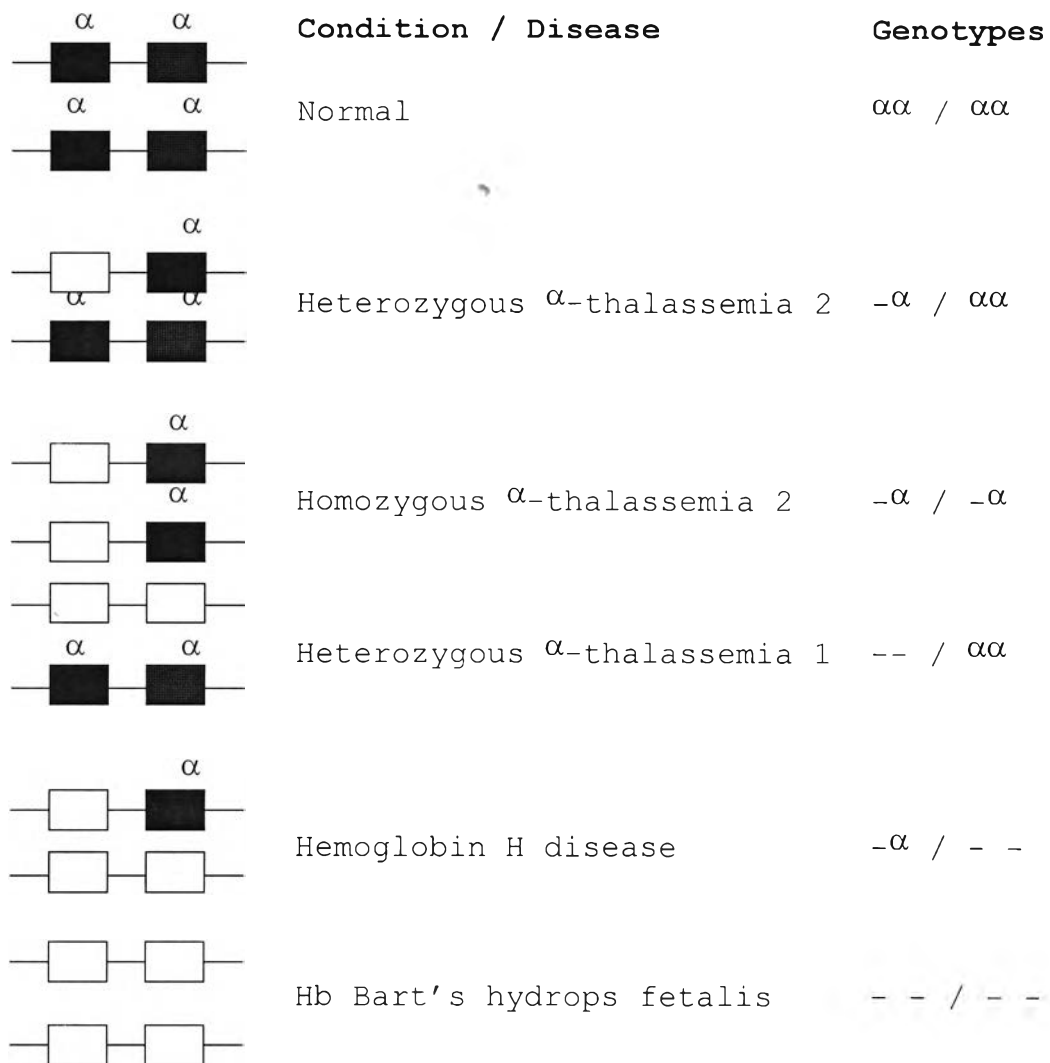 α α
Condition / Disease Genotypes
α α
Normal αα / αα
α
α α
Heterozygous α-thalassemia 2 -α / αα
α
α
Homozygous α-thalassemia 2 -α / -α
α α
Heterozygous α-thalassemia 1 -- / αα
α
Hemoglobin H disease -α / - -
Hb Bart's hydrops fetalis - - / - -